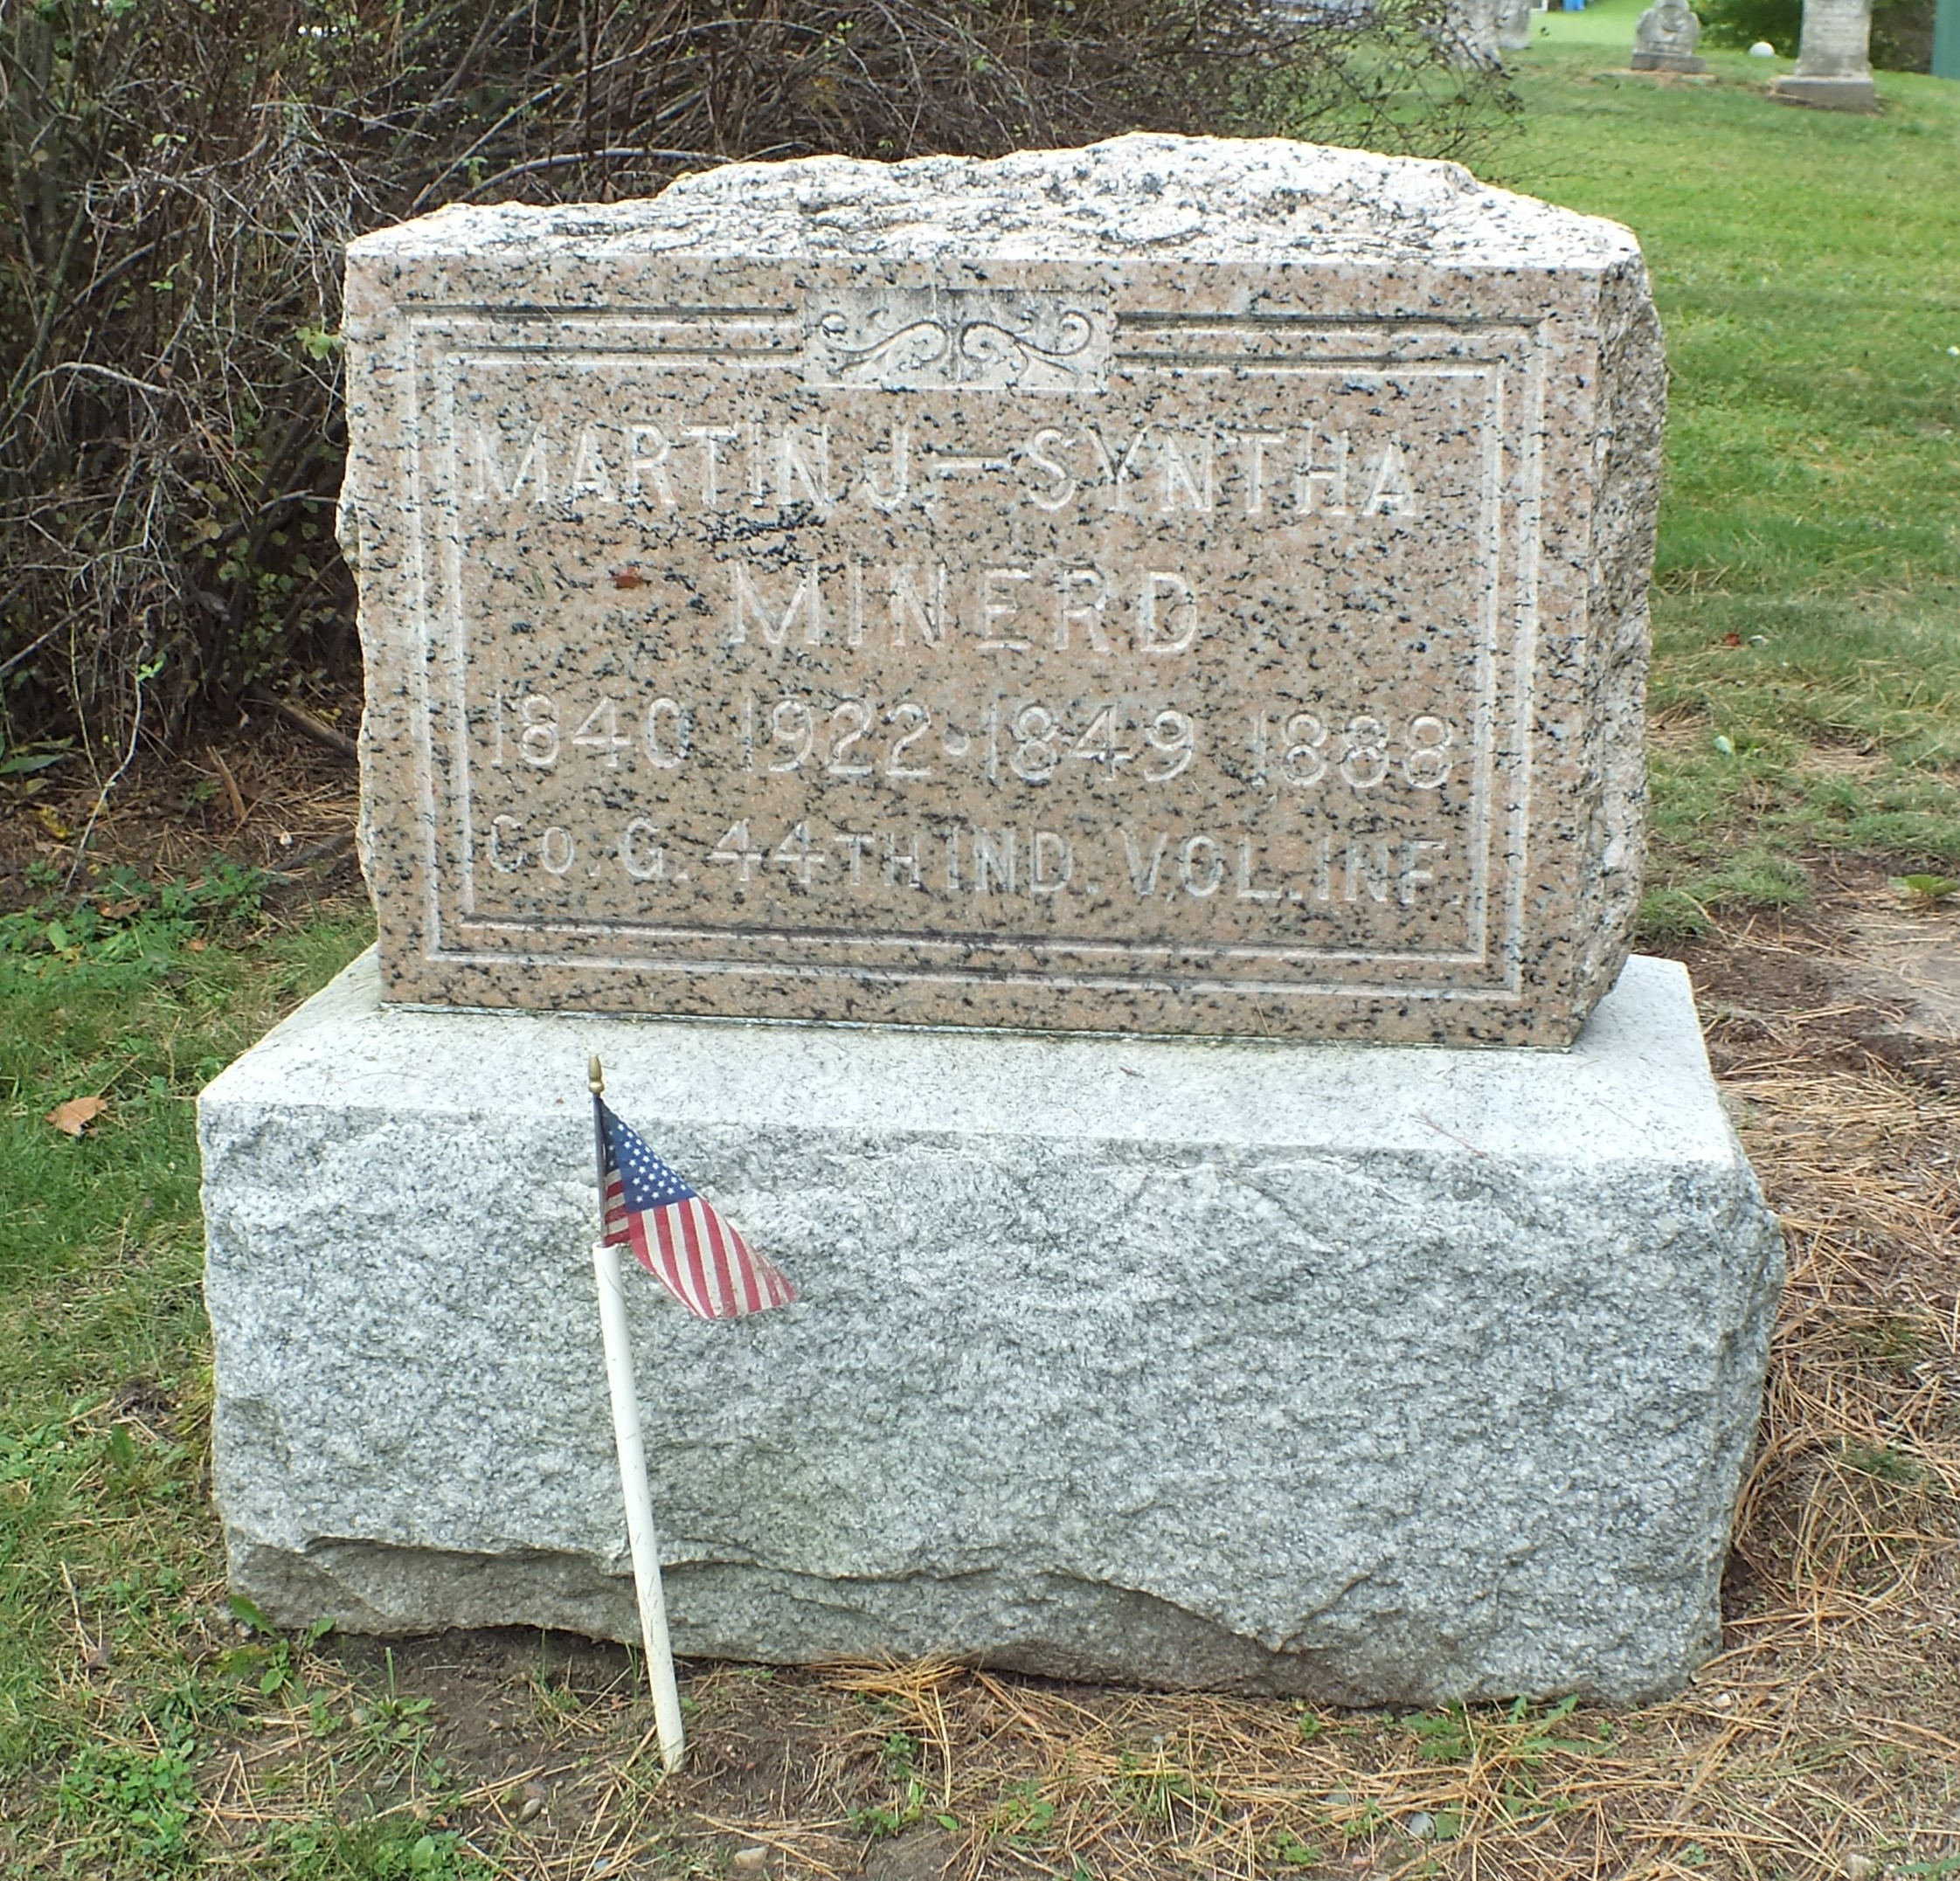 MARTIN J.—SYNTHA
MINERD
1840 1922•1849 1888
Co. G. 44TH IND. VOL. INF.